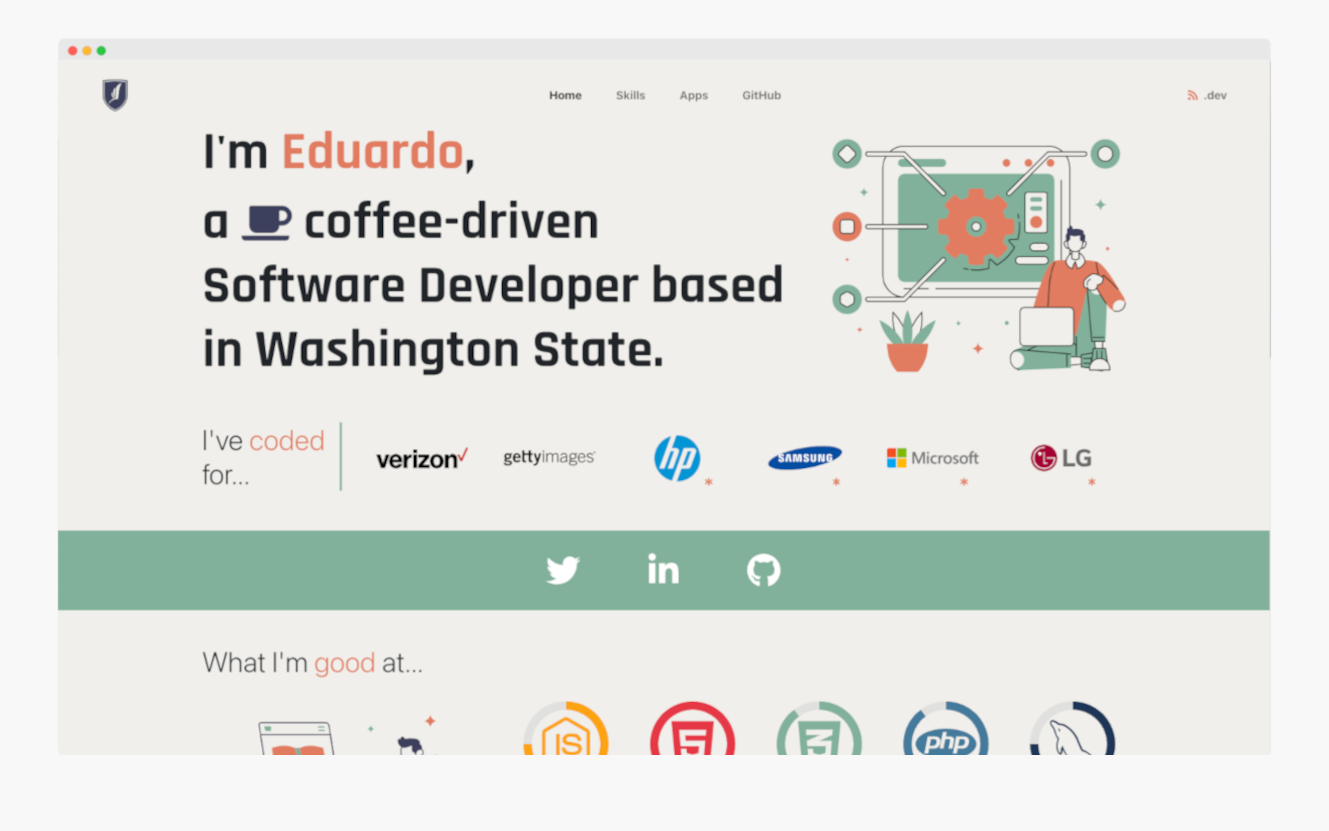 Home Skills Apps GitHub .dev
I'm Eduardo,
a coffee-driven
Software Developer based
in Washington State.
I've coded
for...
verizon gettyimages hp SAMSUNG Microsoft LG
* * * *
What I'm good at...
JS 5 3 php